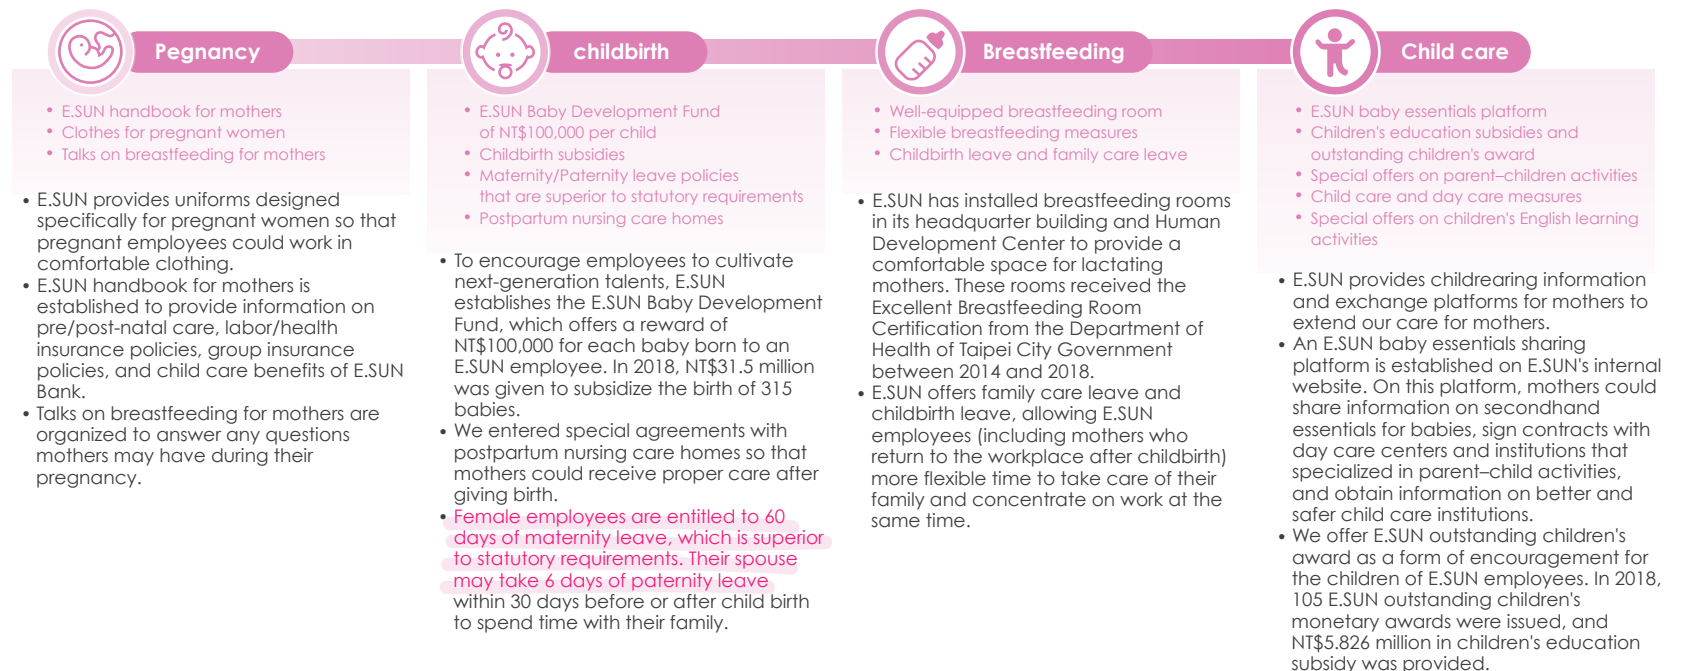 Pegnancy
• E.SUN handbook for mothers
• Clothes for pregnant women
• Talks on breastfeeding for mothers
• E.SUN provides uniforms designed
specifically for pregnant women so that
pregnant employees could work in
comfortable clothing.
• E.SUN handbook for mothers is
established to provide information on
pre/post-natal care, labor/health
insurance policies, group insurance
policies, and child care benefits of E.SUN
Bank.
• Talks on breastfeeding for mothers are
organized to answer any questions
mothers may have during their
pregnancy.
childbirth
• E.SUN Baby Development Fund
of NT$100,000 per child
• Childbirth subsidies
• Maternity/Paternity leave policies
that are superior to statutory requirements
• Postpartum nursing care homes
• To encourage employees to cultivate
next-generation talents, E.SUN
establishes the E.SUN Baby Development
Fund, which offers a reward of
NT$100,000 for each baby born to an
E.SUN employee. In 2018, NT$31.5 million
was given to subsidize the birth of 315
babies.
• We entered special agreements with
postpartum nursing care homes so that
mothers could receive proper care after
giving birth.
• Female employees are entitled to 60
days of maternity leave, which is superior
to statutory requirements. Their spouse
may take 6 days of paternity leave
within 30 days before or after child birth
to spend time with their family.
Breastfeeding
• Well-equipped breastfeeding room
• Flexible breastfeeding measures
• Childbirth leave and family care leave
• E.SUN has installed breastfeeding rooms
in its headquarter building and Human
Development Center to provide a
comfortable space for lactating
mothers. These rooms received the
Excellent Breastfeeding Room
Certification from the Department of
Health of Taipei City Government
between 2014 and 2018.
• E.SUN offers family care leave and
childbirth leave, allowing E.SUN
employees (including mothers who
return to the workplace after childbirth)
more flexible time to take care of their
family and concentrate on work at the
same time.
Child care
• E.SUN baby essentials platform
• Children's education subsidies and
outstanding children's award
• Special offers on parent–children activities
• Child care and day care measures
• Special offers on children's English learning
activities
• E.SUN provides childrearing information
and exchange platforms for mothers to
extend our care for mothers.
• An E.SUN baby essentials sharing
platform is established on E.SUN's internal
website. On this platform, mothers could
share information on secondhand
essentials for babies, sign contracts with
day care centers and institutions that
specialized in parent–child activities,
and obtain information on better and
safer child care institutions.
• We offer E.SUN outstanding children's
award as a form of encouragement for
the children of E.SUN employees. In 2018,
105 E.SUN outstanding children's
monetary awards were issued, and
NT$5.826 million in children's education
subsidy was provided.